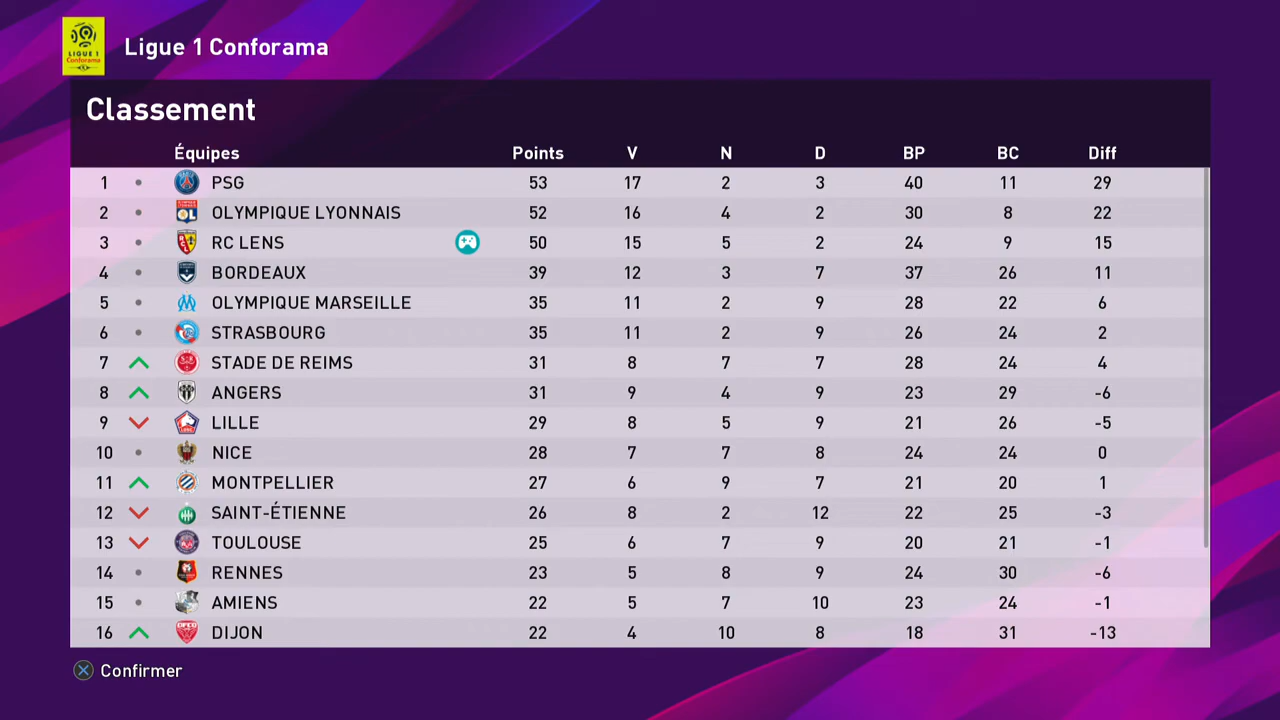 LIGUE 1
Conforama
Ligue 1 Conforama
Classement
Équipes Points V N D BP BC Diff
1 PSG 53 17 2 3 40 11 29
2 OLYMPIQUE LYONNAIS 52 16 4 2 30 8 22
3 RC LENS 50 15 5 2 24 9 15
4 BORDEAUX 39 12 3 7 37 26 11
5 OLYMPIQUE MARSEILLE 35 11 2 9 28 22 6
6 STRASBOURG 35 11 2 9 26 24 2
7 STADE DE REIMS 31 8 7 7 28 24 4
8 ANGERS 31 9 4 9 23 29 -6
9 LILLE 29 8 5 9 21 26 -5
10 NICE 28 7 7 8 24 24 0
11 MONTPELLIER 27 6 9 7 21 20 1
12 SAINT-ÉTIENNE 26 8 2 12 22 25 -3
13 TOULOUSE 25 6 7 9 20 21 -1
14 RENNES 23 5 8 9 24 30 -6
15 AMIENS 22 5 7 10 23 24 -1
16 DIJON 22 4 10 8 18 31 -13
Confirmer